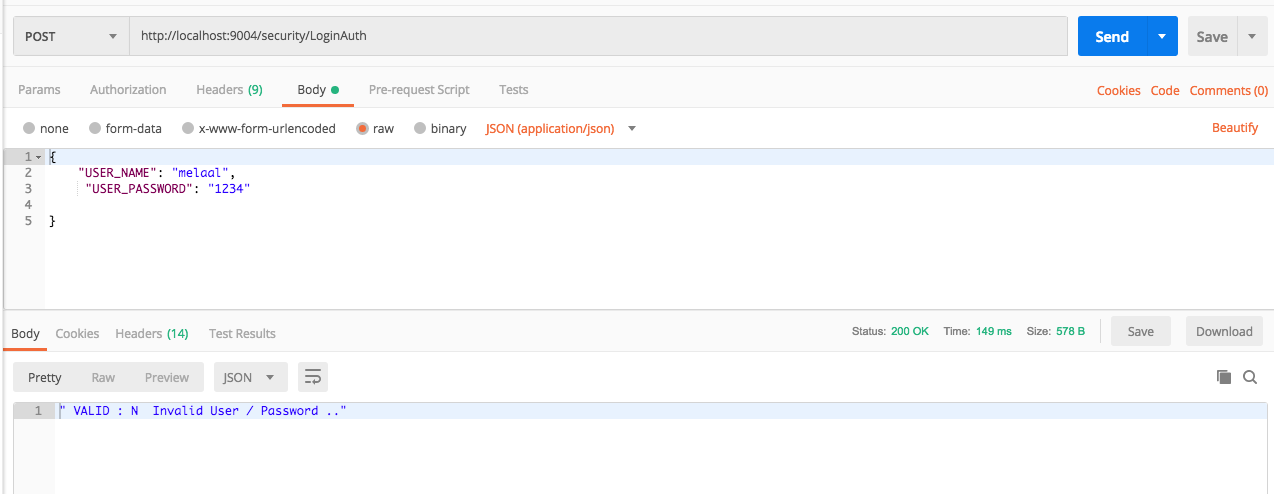 POST http://localhost:9004/security/LoginAuth Send Save
Params Authorization Headers (9) Body Pre-request Script Tests Cookies Code Comments (0)
none form-data x-www-form-urlencoded raw binary JSON (application/json) Beautify
1 {
2 "USER_NAME": "melaal",
3 "USER_PASSWORD": "1234"
4
5 }
Body Cookies Headers (14) Test Results Status: 200 OK Time: 149 ms Size: 578 B Save Download
Pretty Raw Preview JSON
1 " VALID : N  Invalid User / Password .."